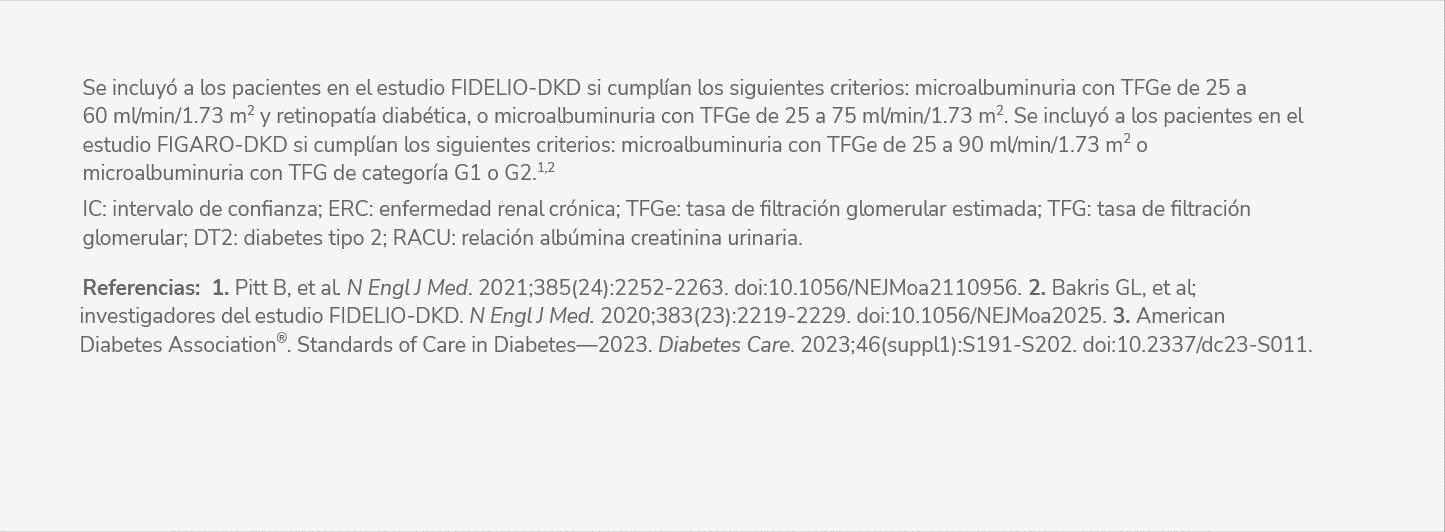 Se incluyó a los pacientes en el estudio FIDELIO-DKD si cumplían los siguientes criterios: microalbuminuria con TFGe de 25 a
60 ml/min/1.73 m² y retinopatía diabética, o microalbuminuria con TFGe de 25 a 75 ml/min/1.73 m². Se incluyó a los pacientes en el
estudio FIGARO-DKD si cumplían los siguientes criterios: microalbuminuria con TFGe de 25 a 90 ml/min/1.73 m² o
microalbuminuria con TFG de categoría G1 o G2.¹,²
IC: intervalo de confianza; ERC: enfermedad renal crónica; TFGe: tasa de filtración glomerular estimada; TFG: tasa de filtración
glomerular; DT2: diabetes tipo 2; RACU: relación albúmina creatinina urinaria.
Referencias: 1. Pitt B, et al. N Engl J Med. 2021;385(24):2252-2263. doi:10.1056/NEJMoa2110956. 2. Bakris GL, et al;
investigadores del estudio FIDELIO-DKD. N Engl J Med. 2020;383(23):2219-2229. doi:10.1056/NEJMoa2025. 3. American
Diabetes Association®. Standards of Care in Diabetes—2023. Diabetes Care. 2023;46(suppl1):S191-S202. doi:10.2337/dc23-S011.